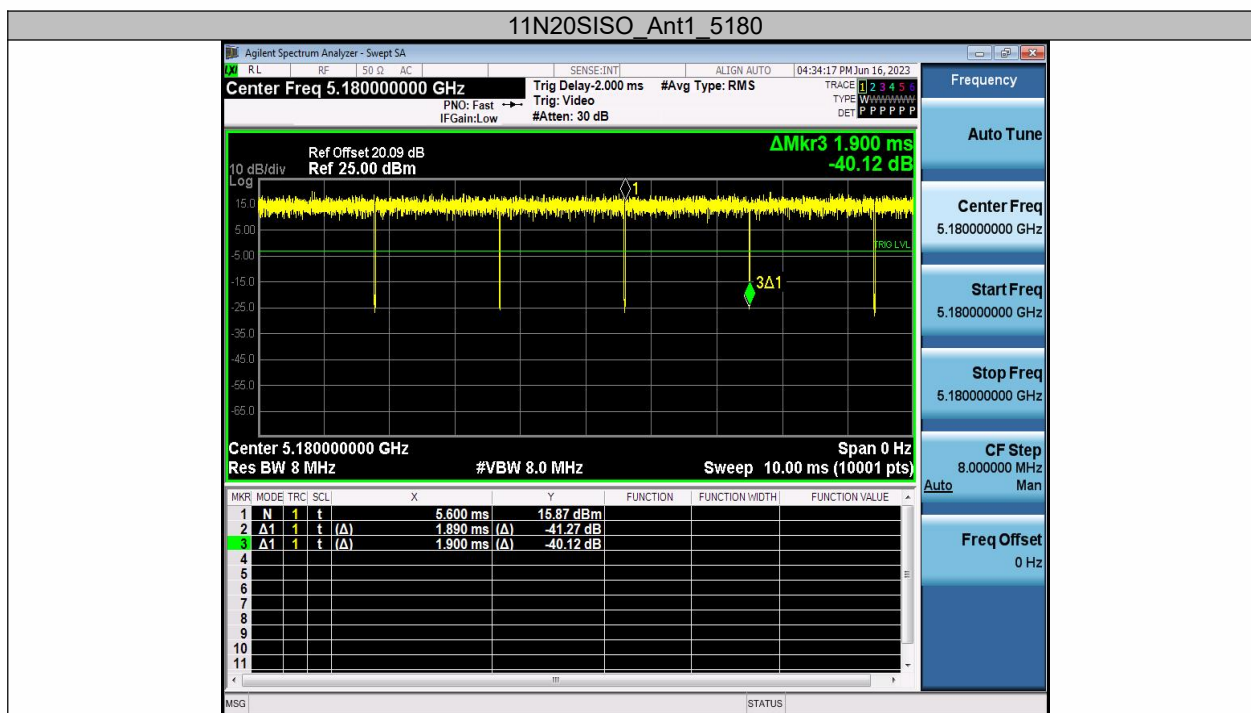 11N20SISO_Ant1_5180
Agilent Spectrum Analyzer - Swept SA
LXI RL RF 50 Ω AC SENSE:INT ALIGN AUTO 04:34:17 PM Jun 16, 2023
Center Freq 5.180000000 GHz
PNO: Fast
IFGain:Low
Trig Delay-2.000 ms
Trig: Video
#Atten: 30 dB
#Avg Type: RMS
TRACE 1 2 3 4 5 6
TYPE WWWWWWW
DET P P P P P P
Ref Offset 20.09 dB
10 dB/div Ref 25.00 dBm
Log
ΔMkr3 1.900 ms
-40.12 dB
15.0
5.00
-5.00
-15.0
-25.0
-35.0
-45.0
-55.0
-65.0
1
TRIG LVL
3Δ1
Center 5.180000000 GHz Span 0 Hz
Res BW 8 MHz #VBW 8.0 MHz Sweep 10.00 ms (10001 pts)
MKR MODE TRC SCL X Y FUNCTION FUNCTION WIDTH FUNCTION VALUE
1 N 1 t 5.600 ms 15.87 dBm
2 Δ1 1 t (Δ) 1.890 ms (Δ) -41.27 dB
3 Δ1 1 t (Δ) 1.900 ms (Δ) -40.12 dB
4
5
6
7
8
9
10
11
MSG STATUS
Frequency
Auto Tune
Center Freq
5.180000000 GHz
Start Freq
5.180000000 GHz
Stop Freq
5.180000000 GHz
CF Step
8.000000 MHz
Auto Man
Freq Offset
0 Hz